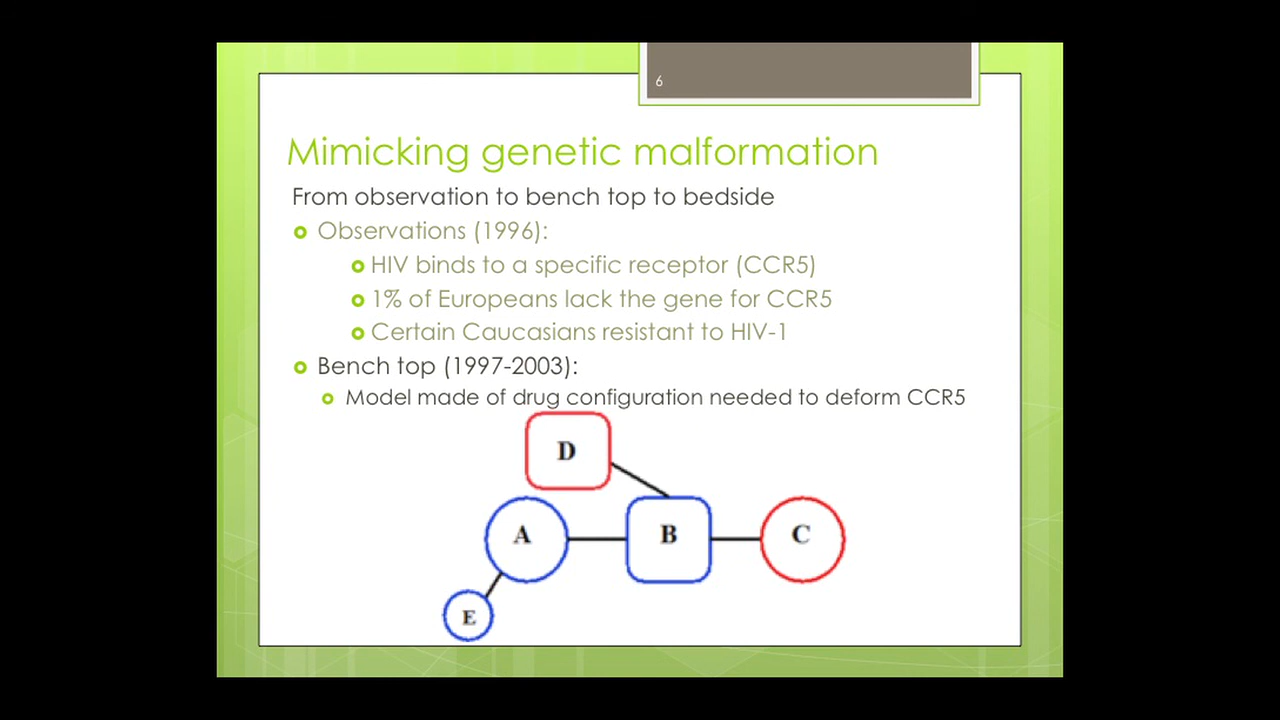 6
Mimicking genetic malformation
From observation to bench top to bedside
Observations (1996):
HIV binds to a specific receptor (CCR5)
1% of Europeans lack the gene for CCR5
Certain Caucasians resistant to HIV-1
Bench top (1997-2003):
Model made of drug configuration needed to deform CCR5
D
A B C
E